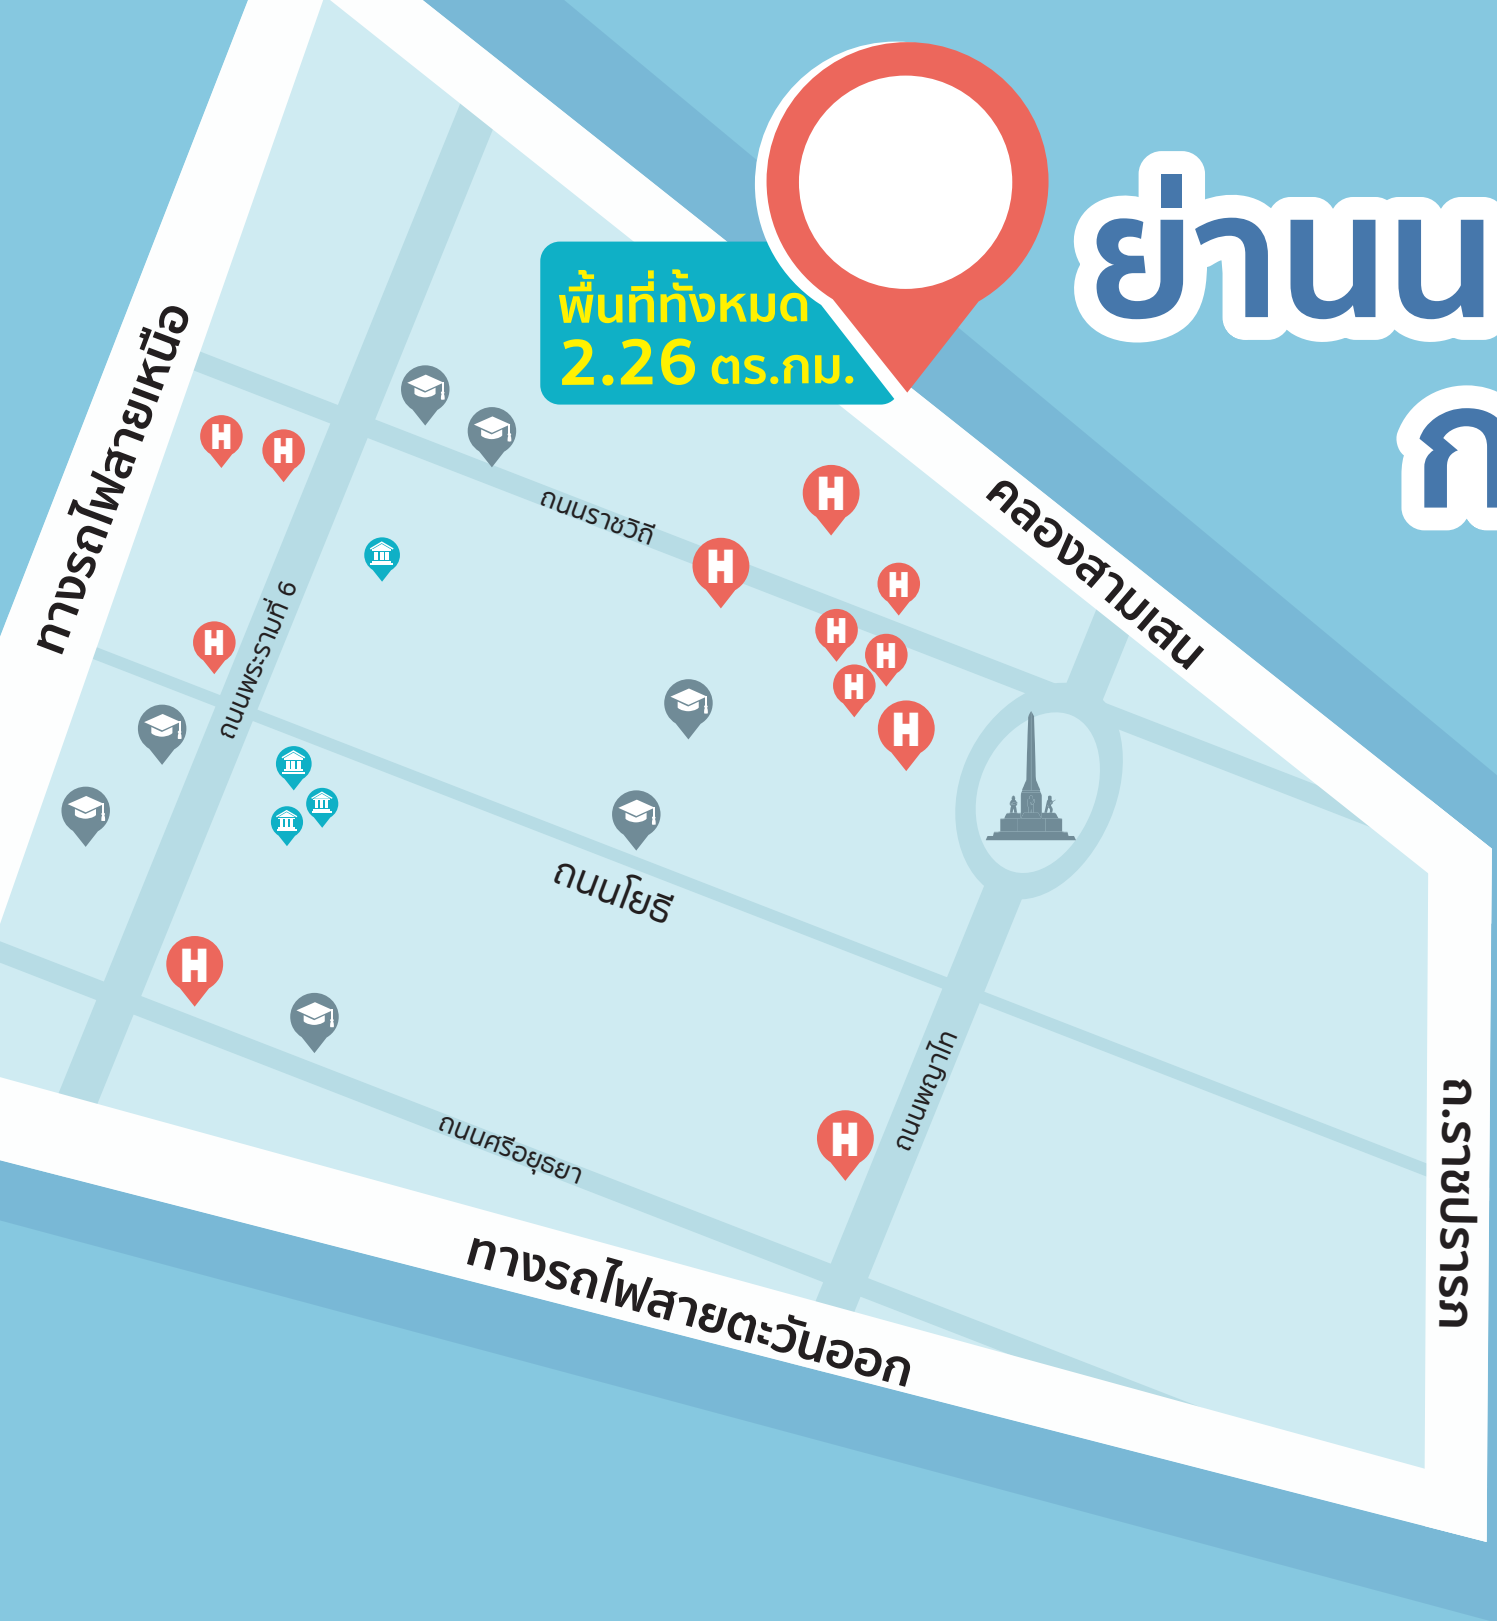 ย่านน
ก
พื้นที่ทั้งหมด
2.26 ตร.กม.
ทางรถไฟสายเหนือ
คลองสามเสน
ถนนราชวิถี
ถนนพระรามที่ 6
ถนนโยธี
ถนนพญาไท
ถนนศรีอยุธยา
ถ.ราชปรารภ
ทางรถไฟสายตะวันออก
H
H
H
H
H
H
H
H
H
H
H
H